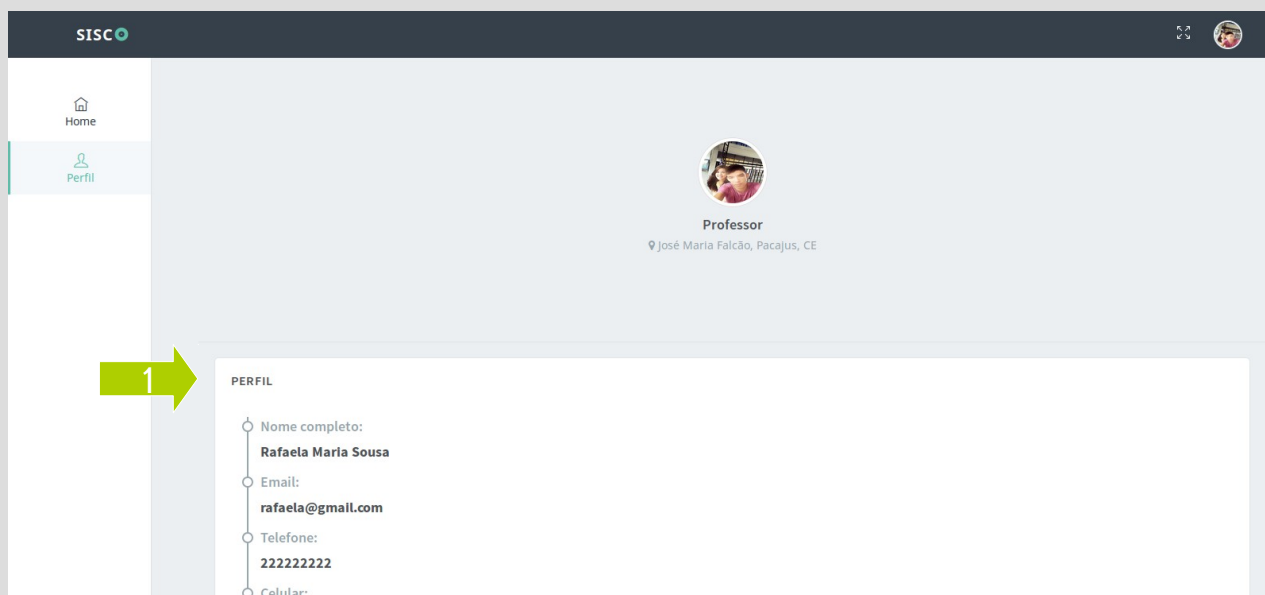 SISCO
Home
Perfil
Professor
José Maria Falcão, Pacajus, CE
1
PERFIL
Nome completo:
Rafaela Maria Sousa
Email:
rafaela@gmail.com
Telefone:
222222222
Celular: